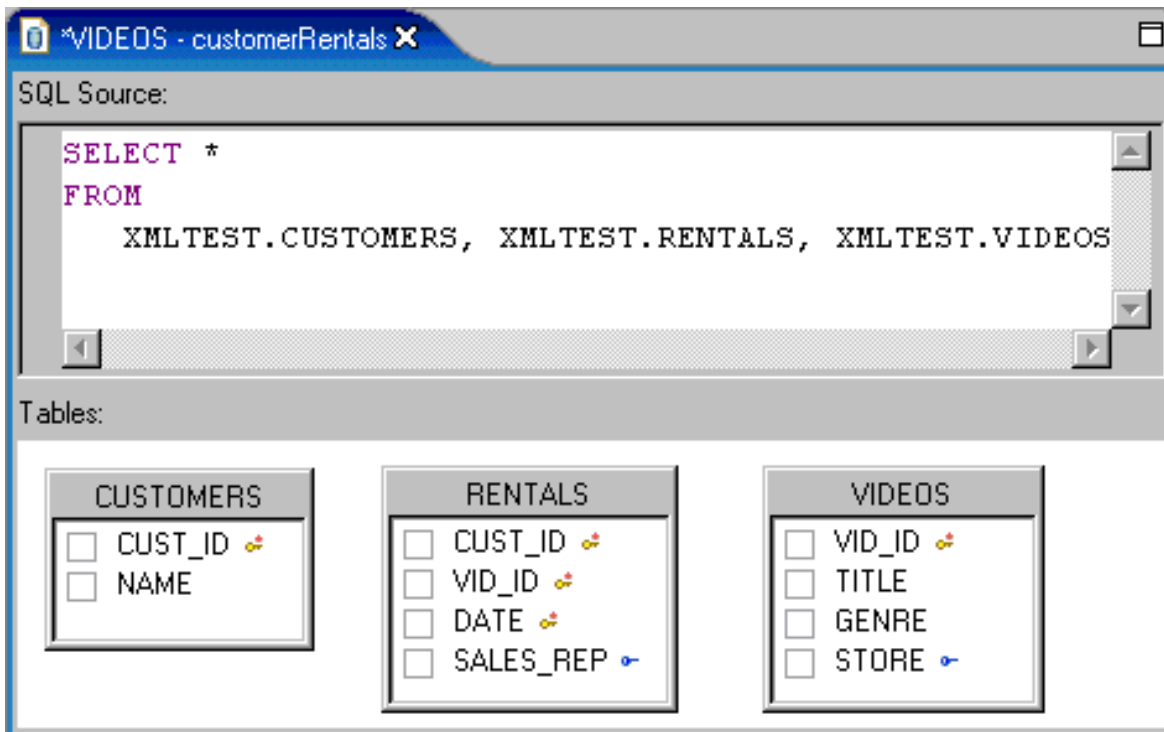 *VIDEOS - customerRentals
SQL Source:
SELECT *
FROM
XMLTEST.CUSTOMERS, XMLTEST.RENTALS, XMLTEST.VIDEOS
Tables:
CUSTOMERS
CUST_ID
NAME
RENTALS
CUST_ID
VID_ID
DATE
SALES_REP
VIDEOS
VID_ID
TITLE
GENRE
STORE